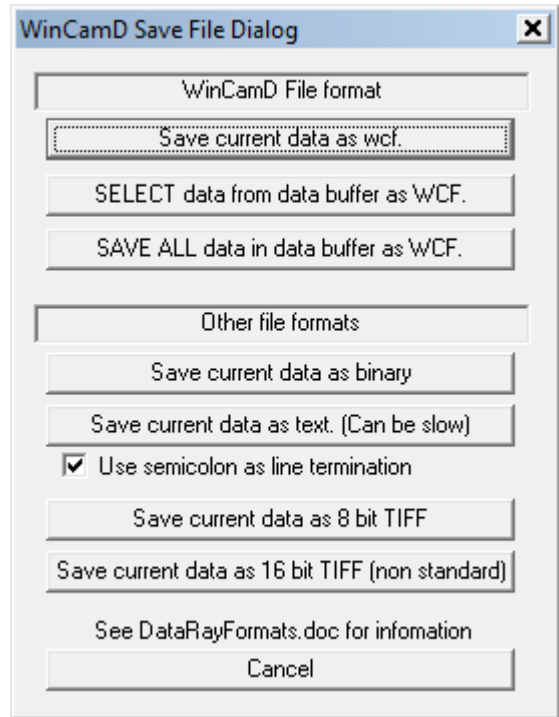 WinCamD Save File Dialog
WinCamD File format
Save current data as wcf.
SELECT data from data buffer as WCF.
SAVE ALL data in data buffer as WCF.
Other file formats
Save current data as binary
Save current data as text. (Can be slow)
Use semicolon as line termination
Save current data as 8 bit TIFF
Save current data as 16 bit TIFF (non standard)
See DataRayFormats.doc for infomation
Cancel